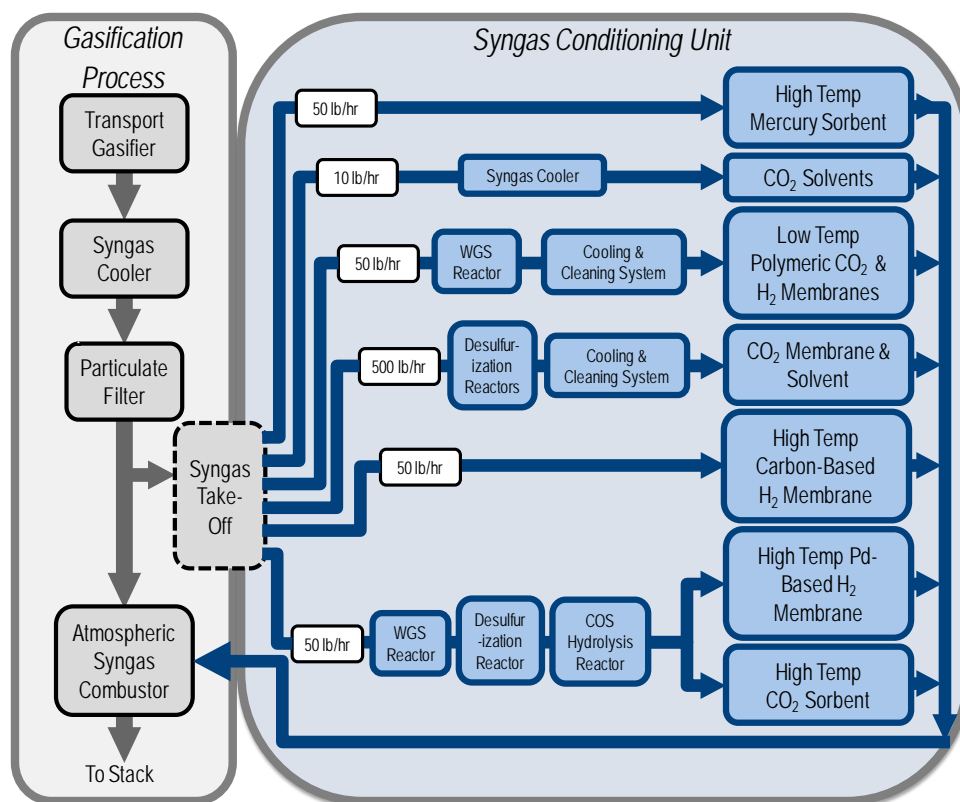 Gasification
Process
Transport
Gasifier
Syngas
Cooler
Particulate
Filter
Syngas
Take-
Off
Atmospheric
Syngas
Combustor
To Stack
Syngas Conditioning Unit
50 lb/hr
High Temp
Mercury Sorbent
10 lb/hr
Syngas Cooler
CO₂ Solvents
50 lb/hr
WGS
Reactor
Cooling &
Cleaning System
Low Temp
Polymeric CO₂ &
H₂ Membranes
500 lb/hr
Desulfur-
ization
Reactors
Cooling &
Cleaning System
CO₂ Membrane &
Solvent
50 lb/hr
High Temp
Carbon-Based
H₂ Membrane
50 lb/hr
WGS
Reactor
Desulfur
-ization
Reactor
COS
Hydrolysis
Reactor
High Temp Pd-
Based H₂
Membrane
High Temp
CO₂ Sorbent